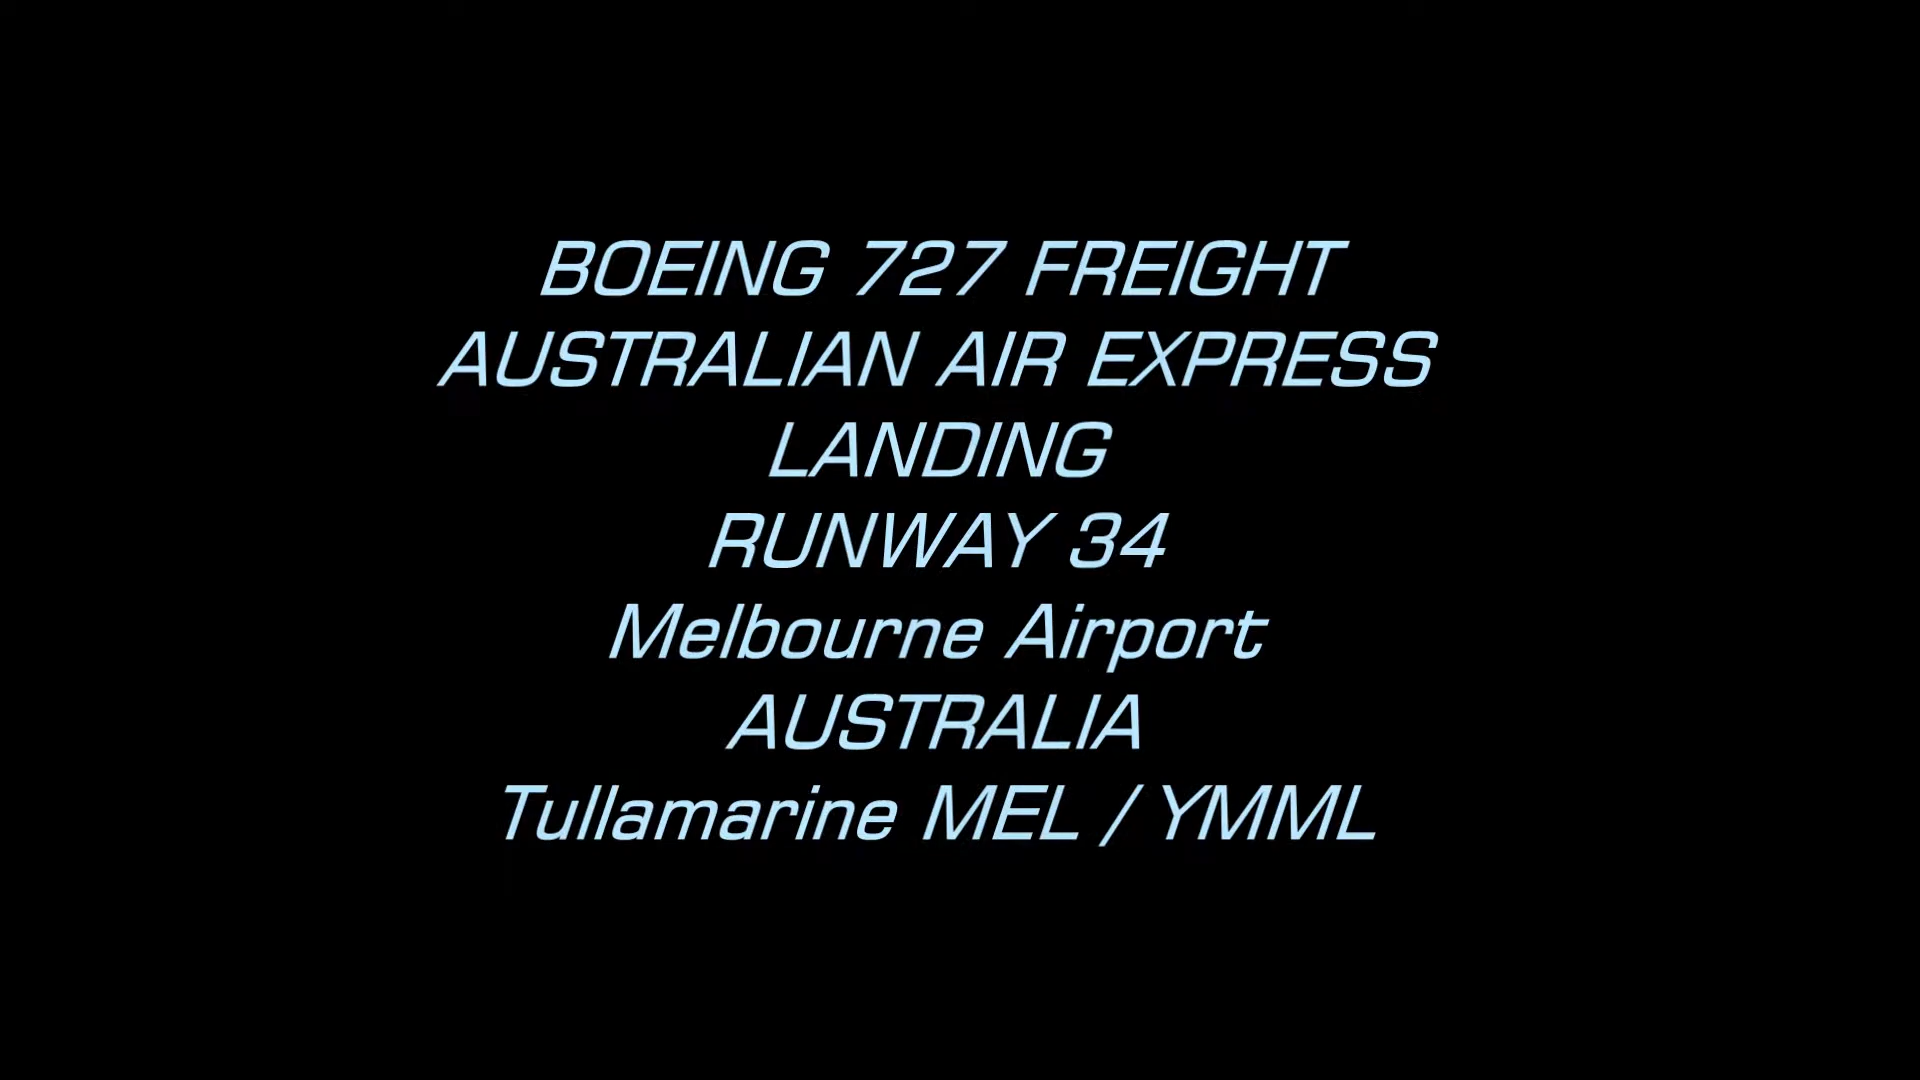 BOEING 727 FREIGHT
AUSTRALIAN AIR EXPRESS
LANDING
RUNWAY 34
Melbourne Airport
AUSTRALIA
Tullamarine MEL / YMML